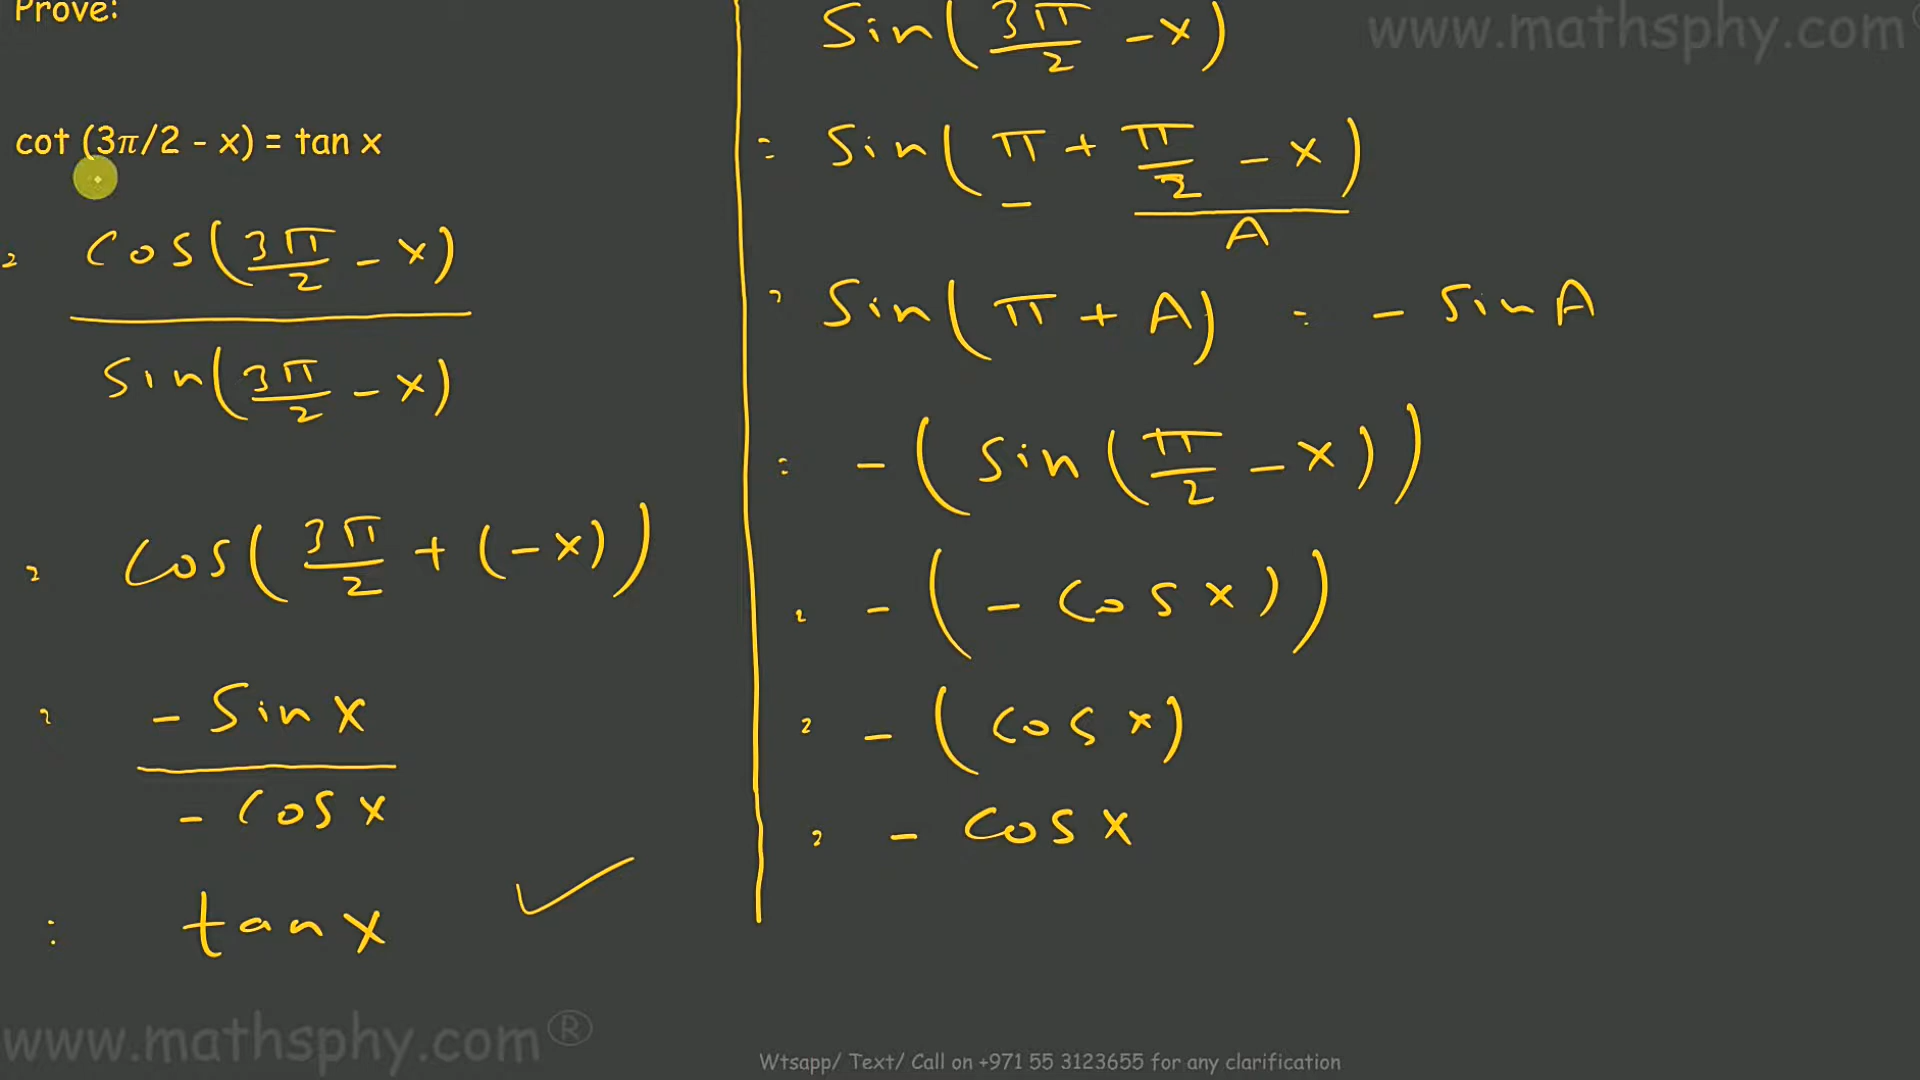 Prove:
cot (3π/2 - x) = tan x
= cos(3π/2 - x)
sin(3π/2 - x)
= cos(3π/2 + (-x))
= - sin x
- cos x
= tan x ✓
sin(3π/2 - x)
= sin(π + π/2 - x)
A
= sin(π + A) = - sin A
= - (sin(π/2 - x))
= - (- cos x))
= - (cos x)
= - cos x
www.mathsphy.com
www.mathsphy.com®
Wtsapp/ Text/ Call on +971 55 3123655 for any clarification